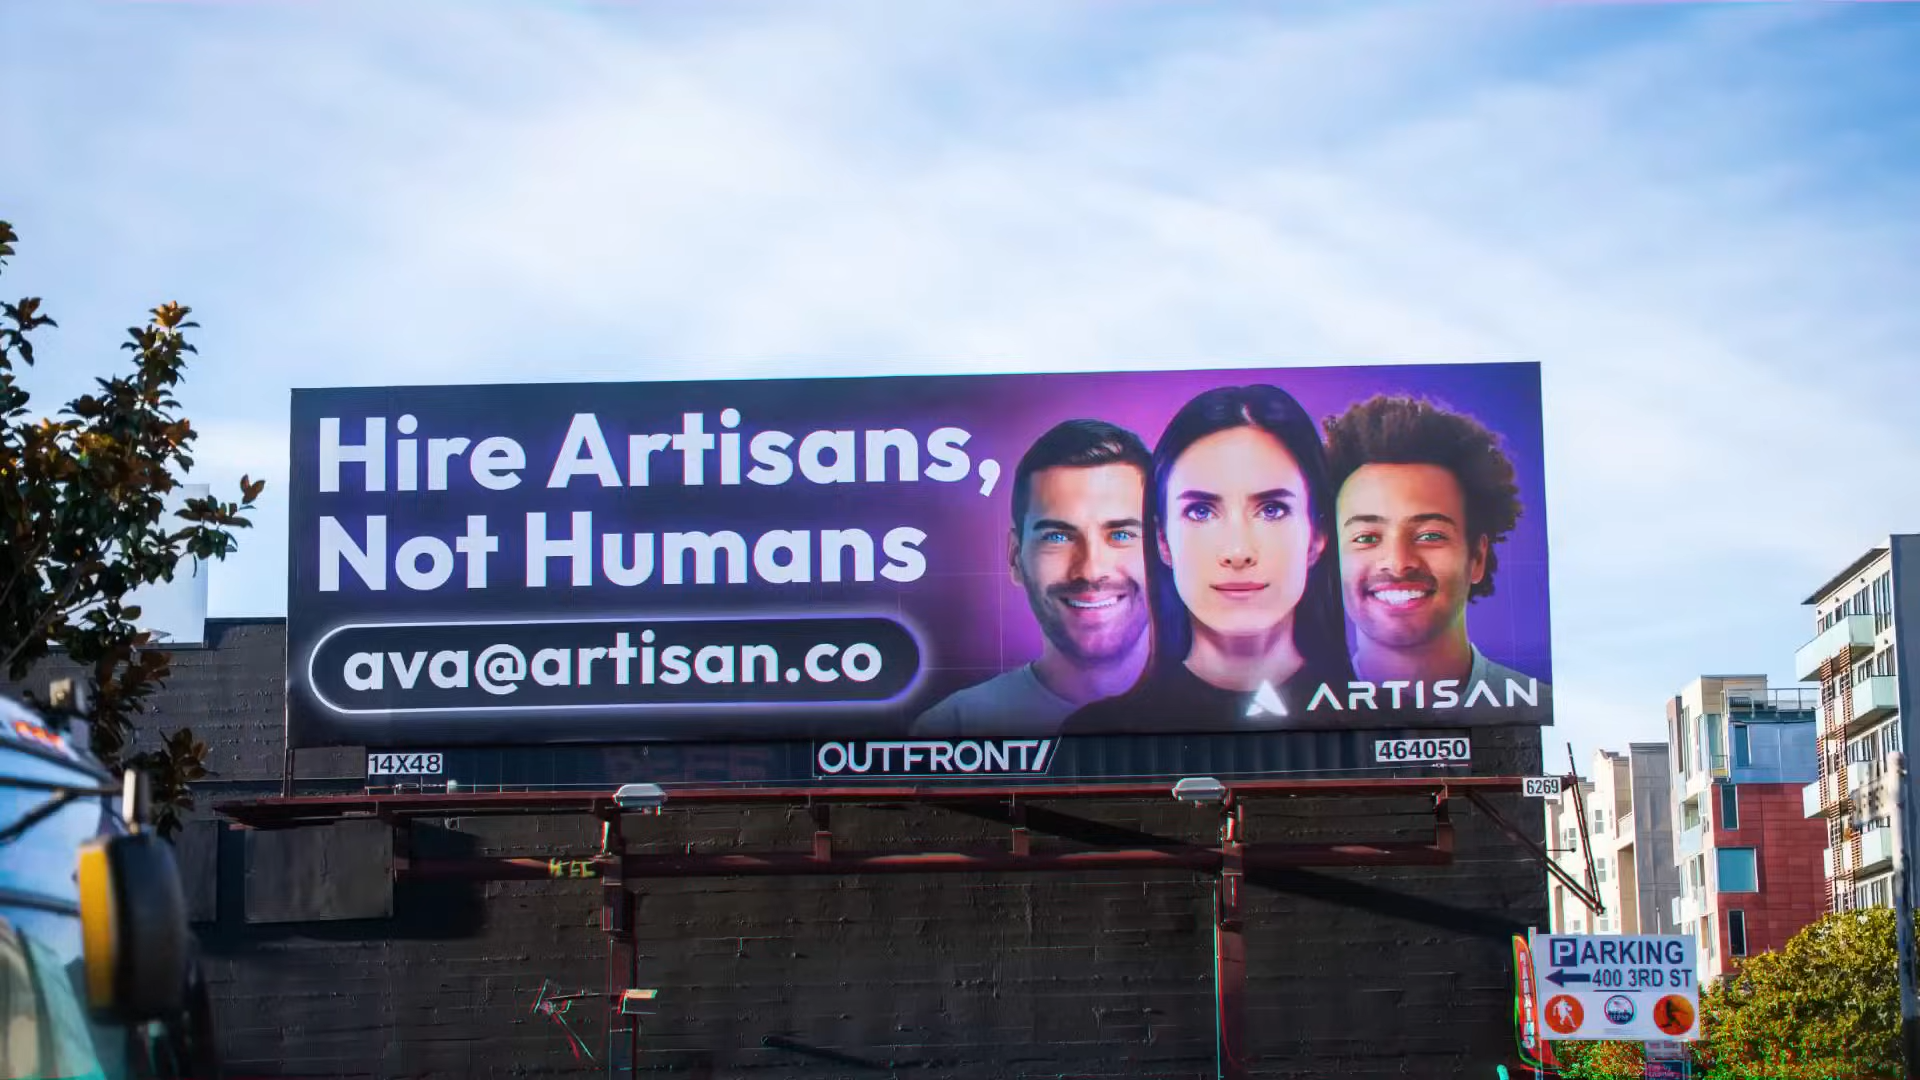 Hire Artisans,
Not Humans
ava@artisan.co
ARTISAN
14X48
OUTFRONT/
464050
6269
PARKING
400 3RD ST